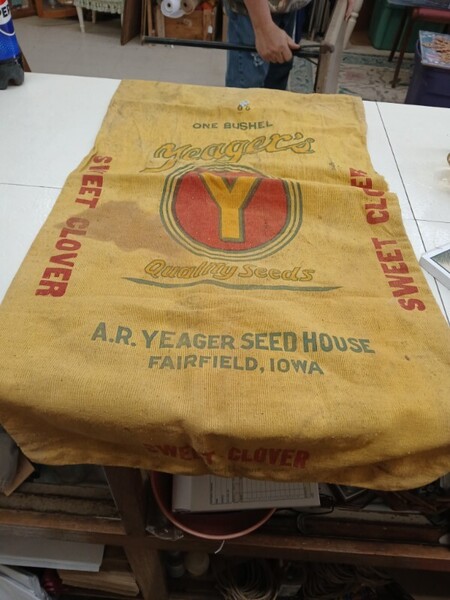 ONE BUSHEL
Yeager's
Y
Quality Seeds
SWEET CLOVER
SWEET CLOVER
A.R. YEAGER SEED HOUSE
FAIRFIELD, IOWA
SWEET CLOVER